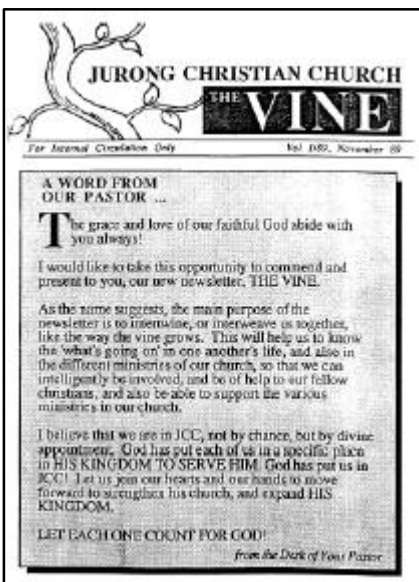 JURONG CHRISTIAN CHURCH
THE VINE
For Internal Circulation Only Vol 1/89, November 89
A WORD FROM
OUR PASTOR ...
The grace and love of our faithful God abide with
you always!
I would like to take this opportunity to commend and
present to you, our new newsletter, THE VINE.
As the name suggests, the main purpose of the
newsletter is to intertwine, or interweave us together,
like the way the vine grows. This will help us to know
the 'what's going on' in one another's life, and also in
the different ministries of our church, so that we can
intelligently be involved, and be of help to our fellow
christians, and also be able to support the various
ministries in our church.
I believe that we are in JCC, not by chance, but by divine
appointment. God has put each of us in a specific place
in HIS KINGDOM TO SERVE HIM. God has put us in
JCC! Let us join our hearts and our hands to move
forward to strengthen his church, and expand HIS
KINGDOM.
LET EACH ONE COUNT FOR GOD!
from the Desk of Your Pastor